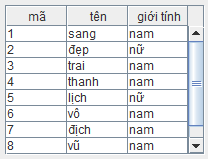 mã tên giới tính
1 sang nam
2 đẹp nữ
3 trai nam
4 thanh nam
5 lịch nữ
6 vô nam
7 địch nam
8 vũ nam